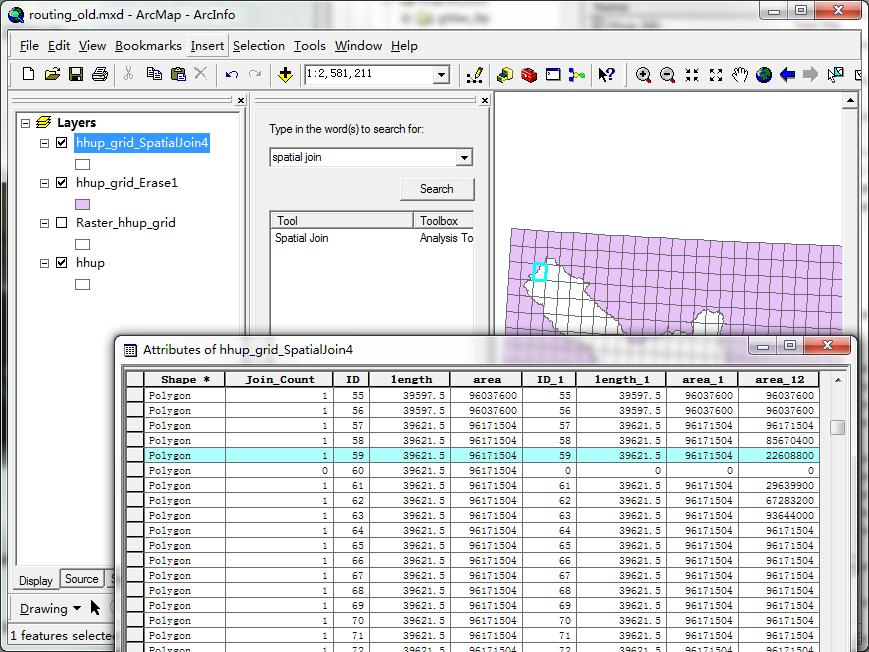 routing_old.mxd - ArcMap - ArcInfo
File Edit View Bookmarks Insert Selection Tools Window Help
1:2,581,211
Layers
hhup_grid_SpatialJoin4
hhup_grid_Erase1
Raster_hhup_grid
hhup
Display Source
Drawing
1 features selected
Type in the word(s) to search for:
spatial join
Search
Tool Toolbox
Spatial Join Analysis To
Attributes of hhup_grid_SpatialJoin4
Shape * Join_Count ID length area ID_1 length_1 area_1 area_12
Polygon 1 55 39597.5 96037600 55 39597.5 96037600 96037600
Polygon 1 56 39597.5 96037600 56 39597.5 96037600 96037600
Polygon 1 57 39621.5 96171504 57 39621.5 96171504 96171504
Polygon 1 58 39621.5 96171504 58 39621.5 96171504 85670400
Polygon 1 59 39621.5 96171504 59 39621.5 96171504 22608800
Polygon 0 60 39621.5 96171504 0 0 0 0
Polygon 1 61 39621.5 96171504 61 39621.5 96171504 29639900
Polygon 1 62 39621.5 96171504 62 39621.5 96171504 67283200
Polygon 1 63 39621.5 96171504 63 39621.5 96171504 93644000
Polygon 1 64 39621.5 96171504 64 39621.5 96171504 96171504
Polygon 1 65 39621.5 96171504 65 39621.5 96171504 96171504
Polygon 1 66 39621.5 96171504 66 39621.5 96171504 96171504
Polygon 1 67 39621.5 96171504 67 39621.5 96171504 96171504
Polygon 1 68 39621.5 96171504 68 39621.5 96171504 96171504
Polygon 1 69 39621.5 96171504 69 39621.5 96171504 96171504
Polygon 1 70 39621.5 96171504 70 39621.5 96171504 96171504
Polygon 1 71 39621.5 96171504 71 39621.5 96171504 96171504
Polygon 1 72 39621.5 96171504 72 39621.5 96171504 96171504